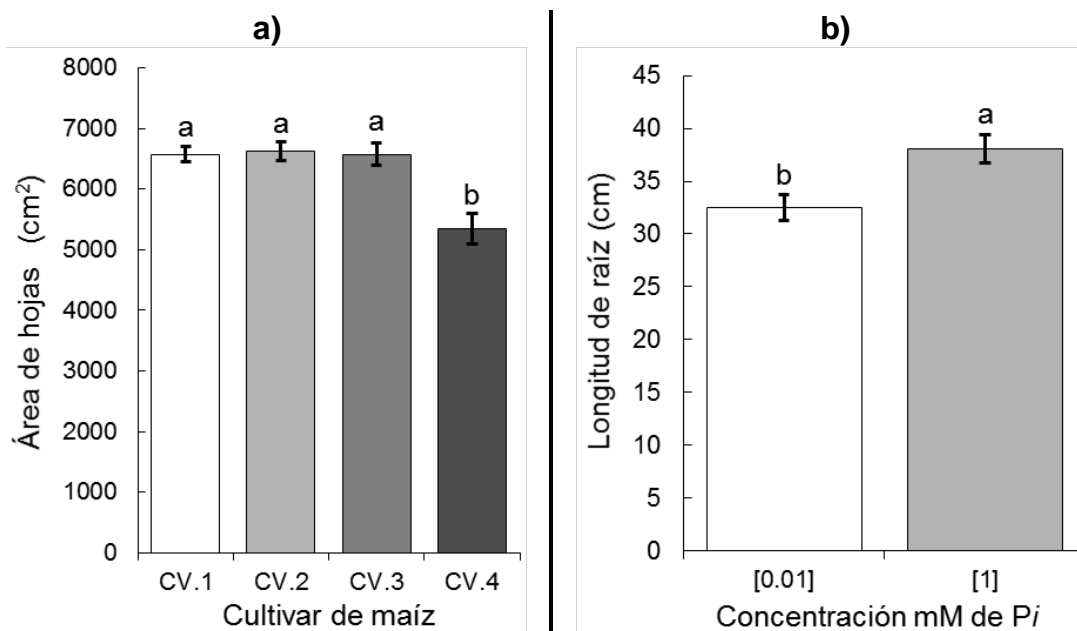 a)
8000
7000
6000
5000
4000
3000
2000
1000
0
a
a
a
b
CV.1 CV.2 CV.3 CV.4
Cultivar de maíz
Área de hojas (cm²)
b)
45
40
35
30
25
20
15
10
5
0
b
a
[0.01] [1]
Concentración mM de Pi
Longitud de raíz (cm)